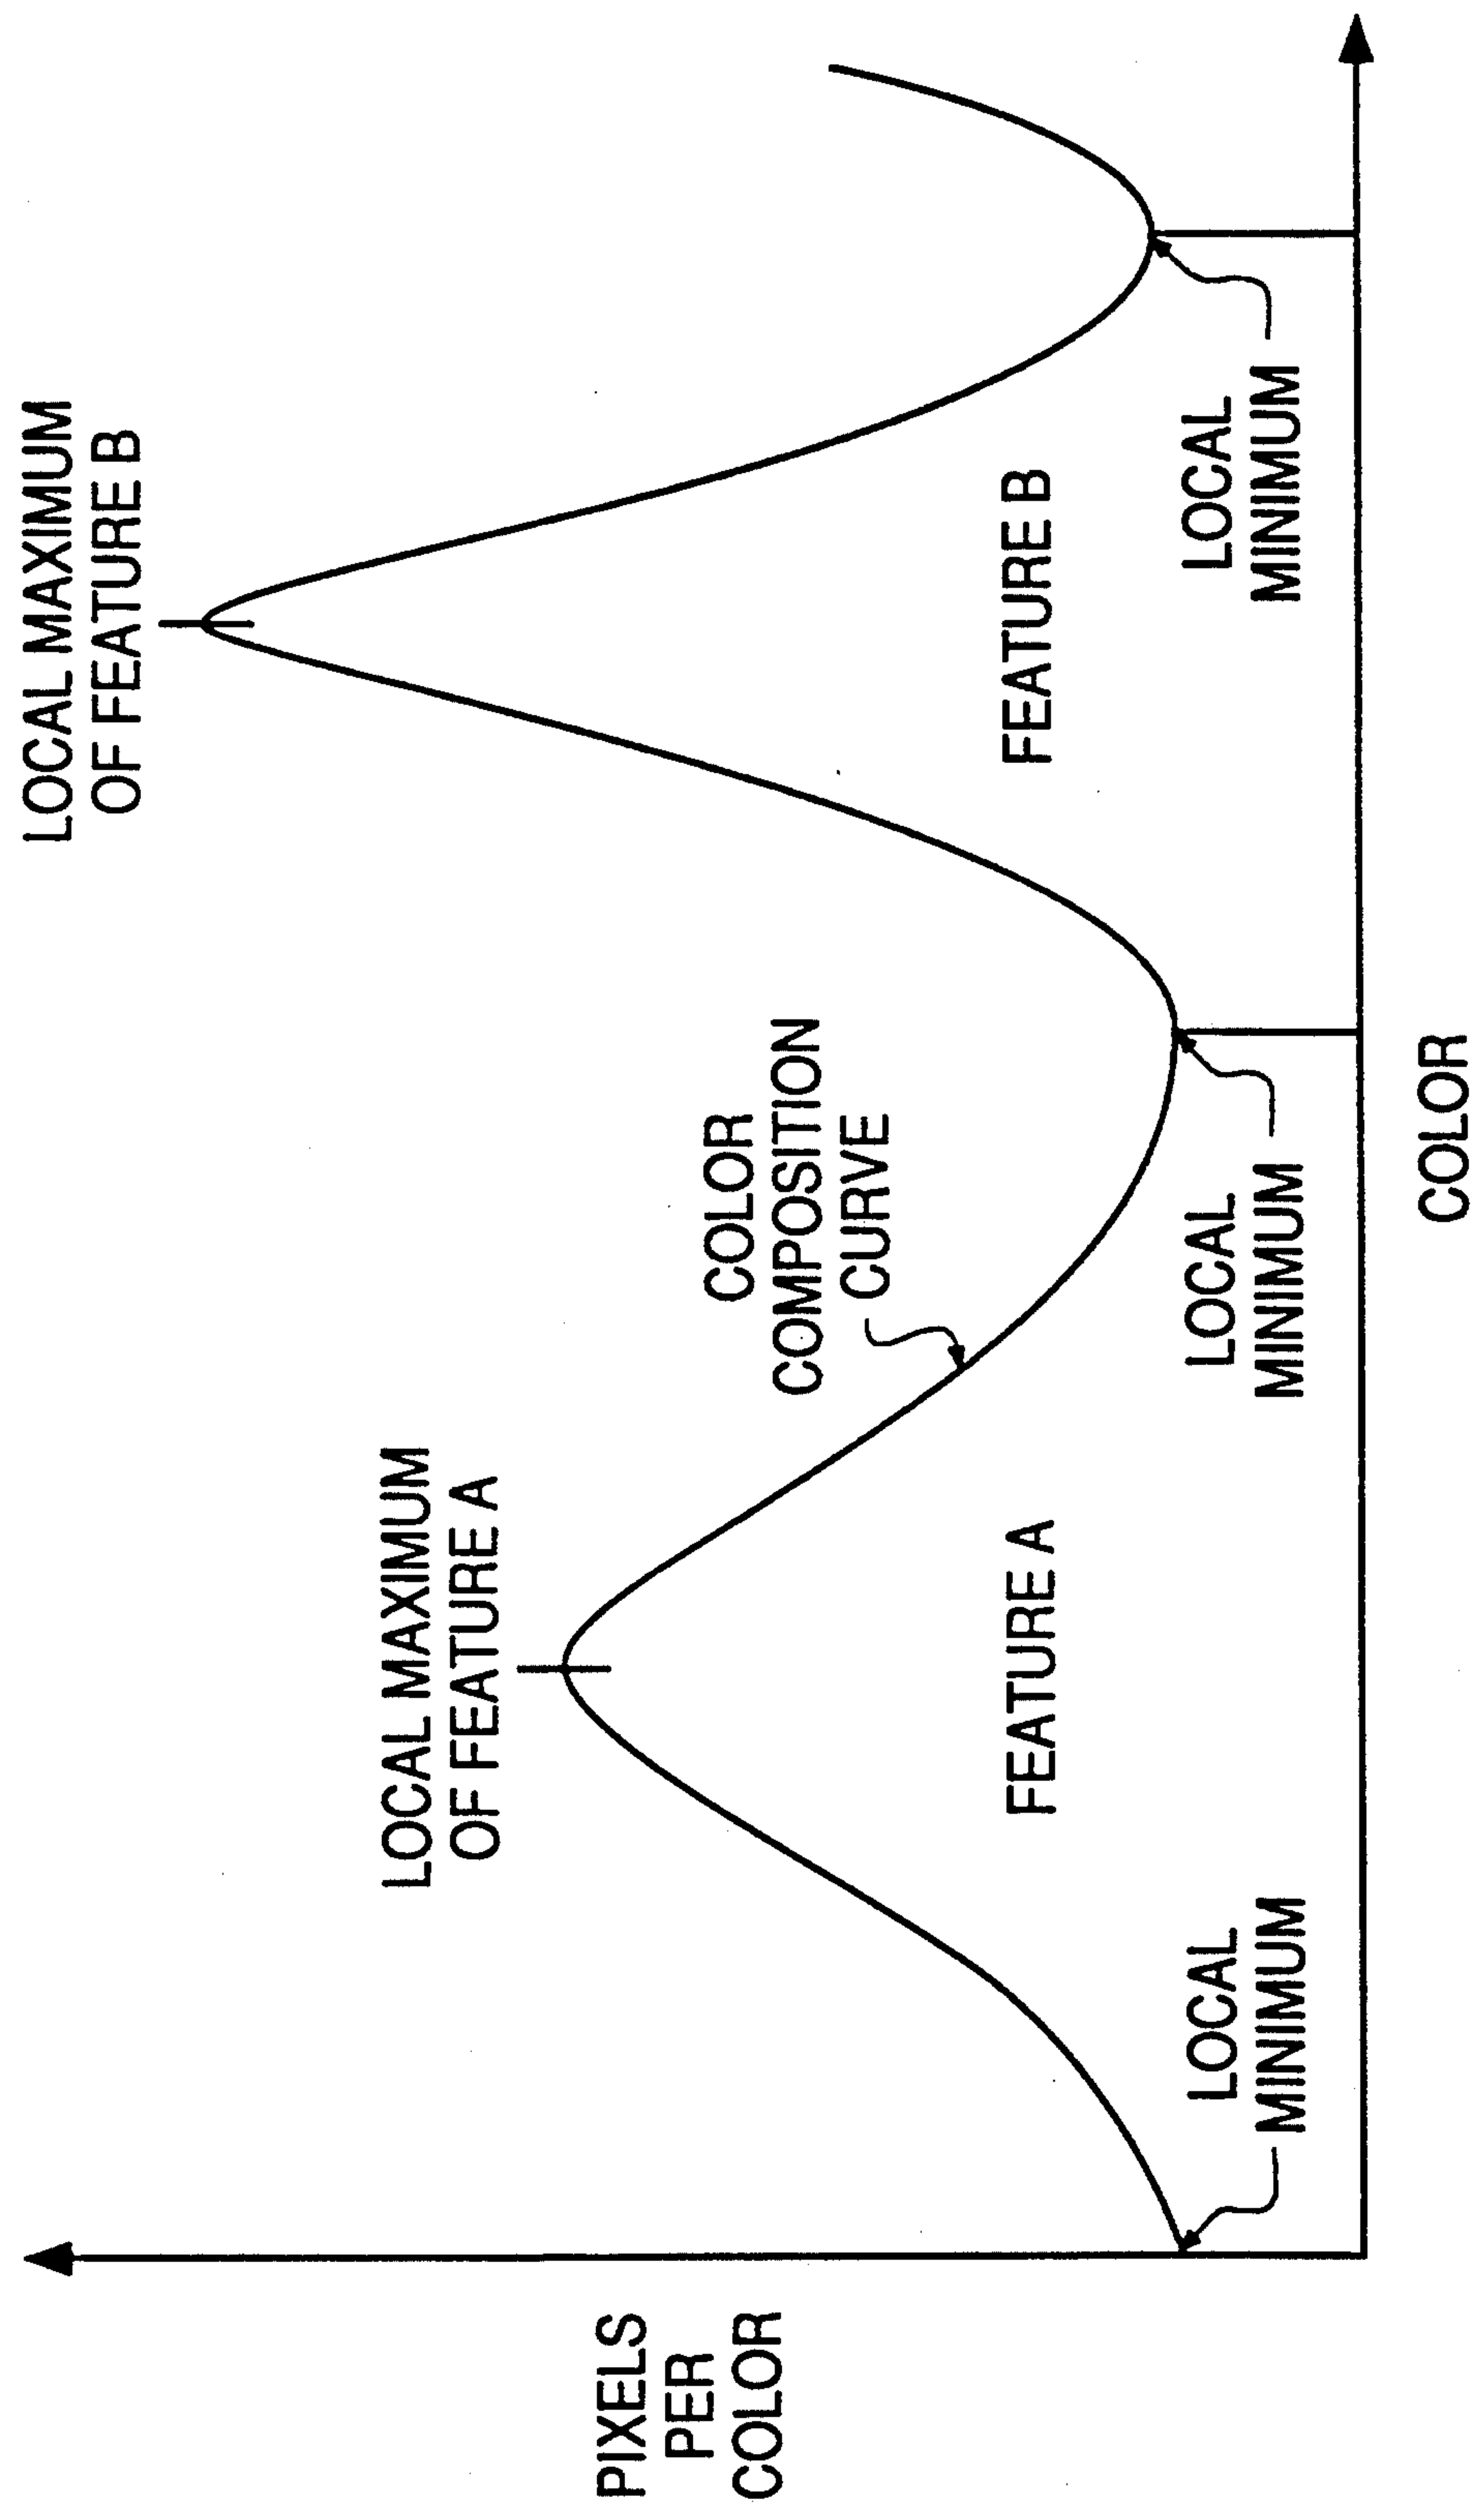 LOCAL MAXIMUM
OF FEATURE B
LOCAL MAXIMUM
OF FEATURE A
PIXELS
PER
COLOR
COLOR
COMPOSITION
CURVE
FEATURE A
FEATURE B
LOCAL
MINIMUM
LOCAL
MINIMUM
LOCAL
MINIMUM
COLOR